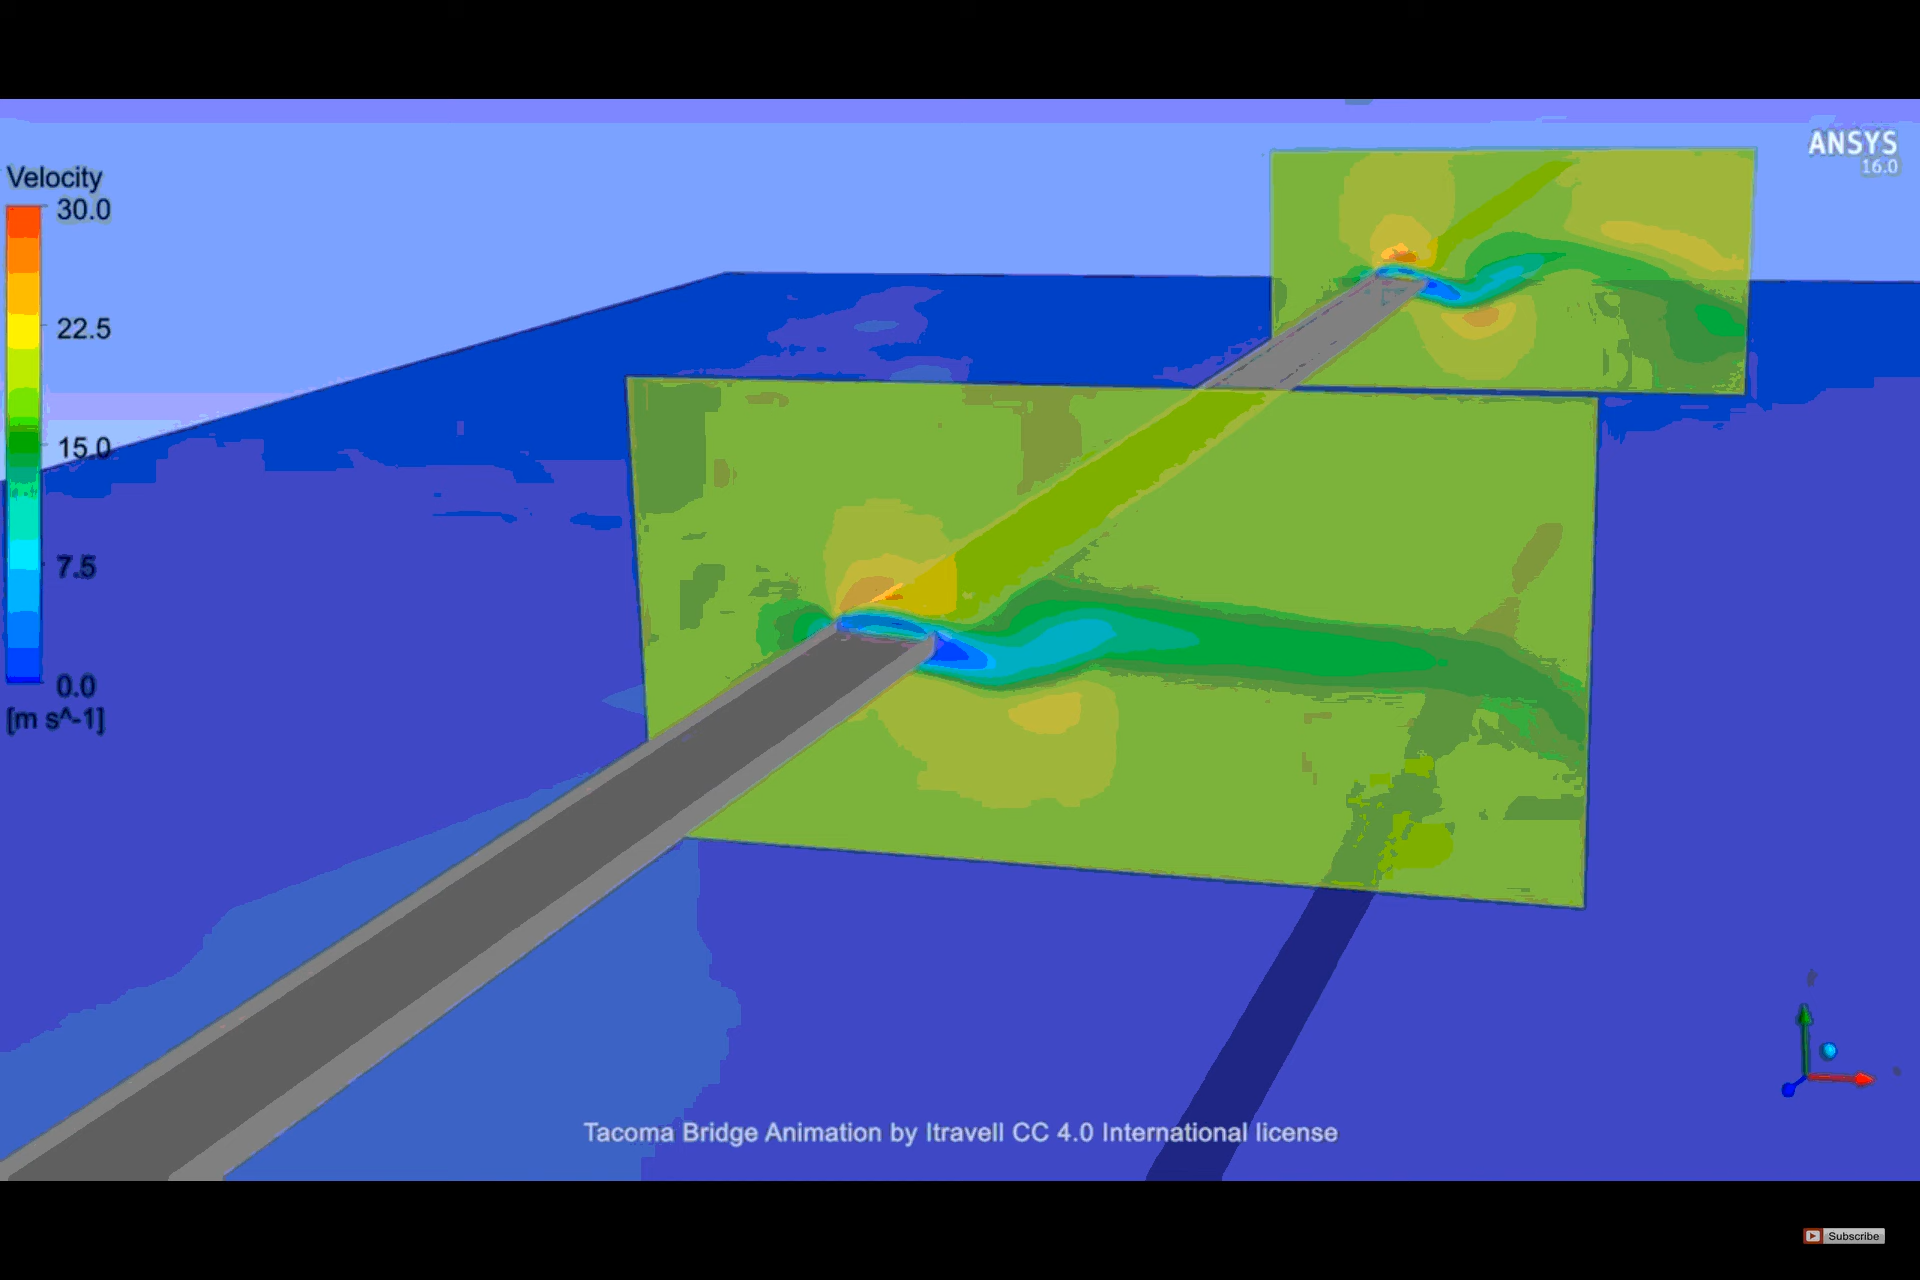 ANSYS
16.0
Velocity
30.0
22.5
15.0
7.5
0.0
[m s^-1]
Tacoma Bridge Animation by Itravell CC 4.0 International license
Subscribe